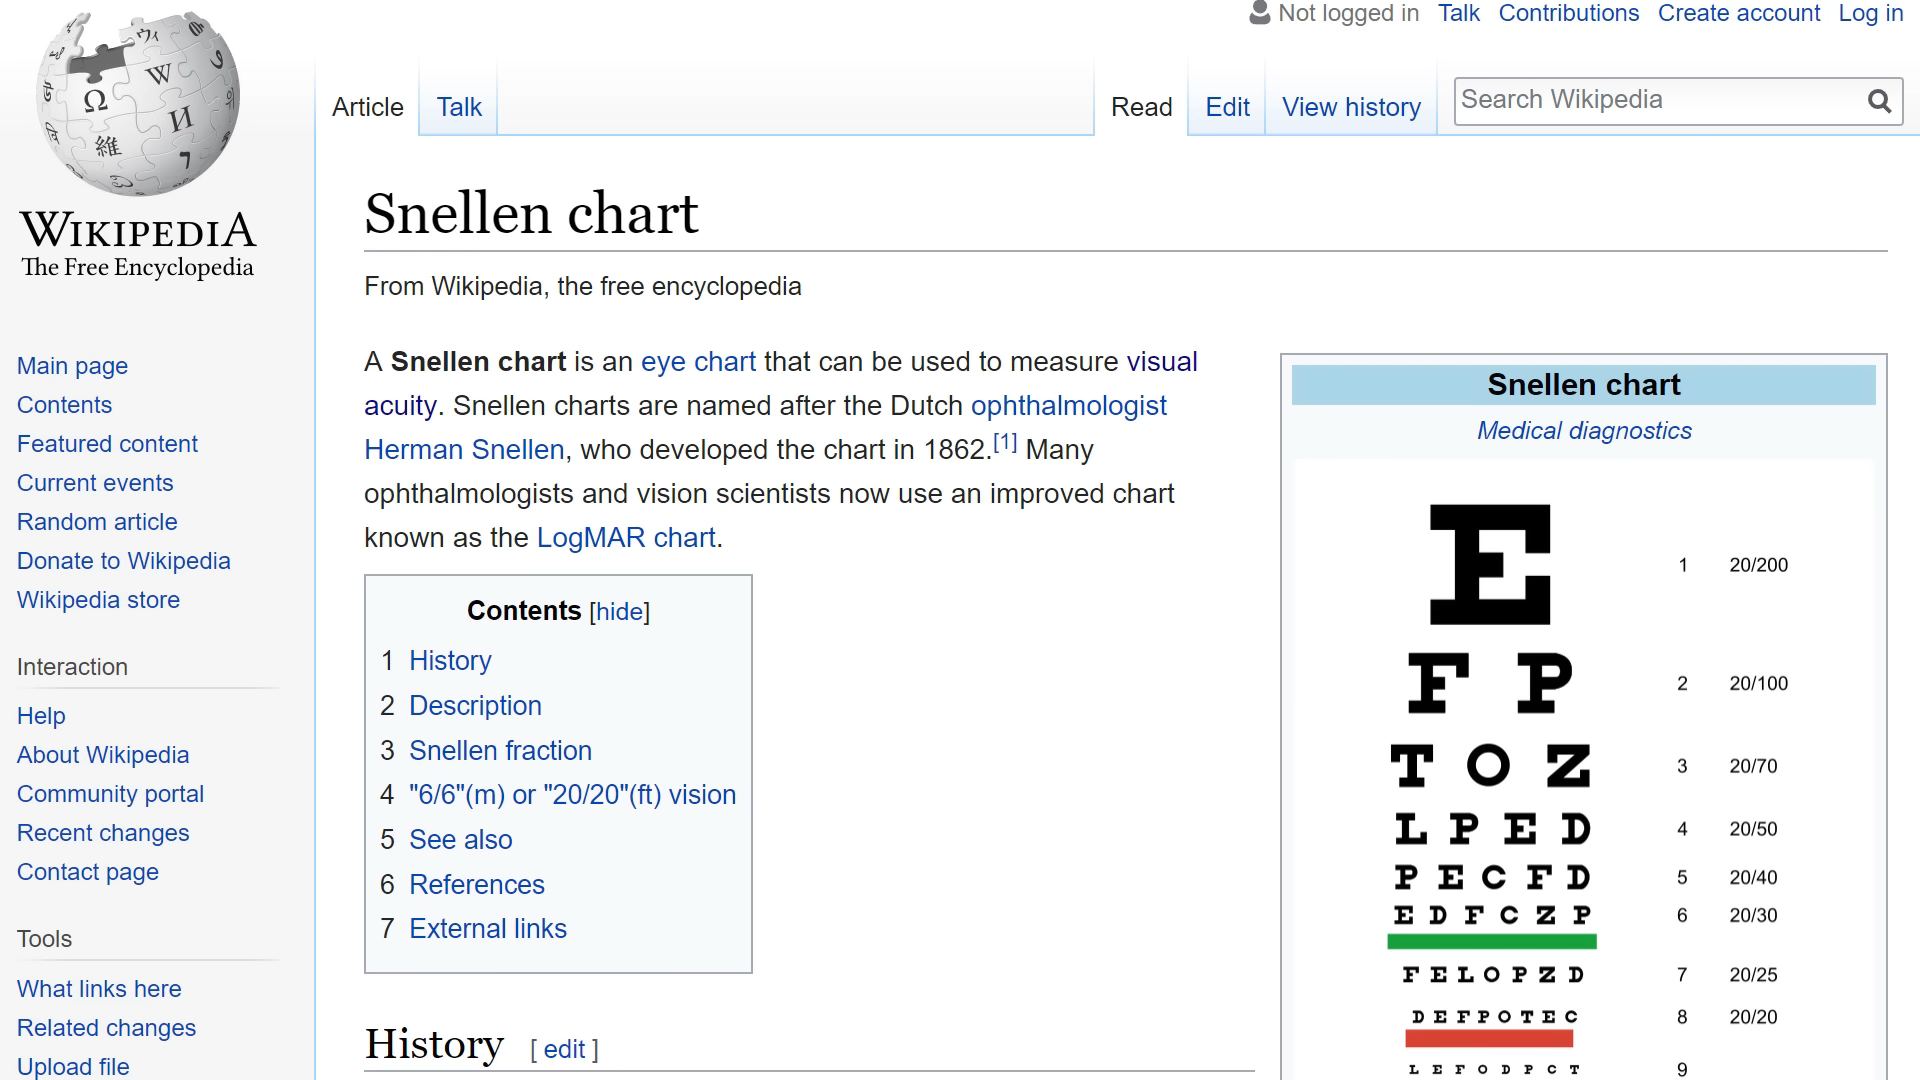 Not logged in Talk Contributions Create account Log in
Article Talk Read Edit View history Search Wikipedia
WIKIPEDIA
The Free Encyclopedia
Main page
Contents
Featured content
Current events
Random article
Donate to Wikipedia
Wikipedia store
Interaction
Help
About Wikipedia
Community portal
Recent changes
Contact page
Tools
What links here
Related changes
Upload file
Snellen chart
From Wikipedia, the free encyclopedia
A Snellen chart is an eye chart that can be used to measure visual
acuity. Snellen charts are named after the Dutch ophthalmologist
Herman Snellen, who developed the chart in 1862.[1] Many
ophthalmologists and vision scientists now use an improved chart
known as the LogMAR chart.
Contents [hide]
1 History
2 Description
3 Snellen fraction
4 "6/6"(m) or "20/20"(ft) vision
5 See also
6 References
7 External links
History [ edit ]
Snellen chart
Medical diagnostics
E 1 20/200
F P 2 20/100
T O Z 3 20/70
L P E D 4 20/50
P E C F D 5 20/40
E D F C Z P 6 20/30
F E L O P Z D 7 20/25
D E F P O T E C 8 20/20
L E F O D P C T 9